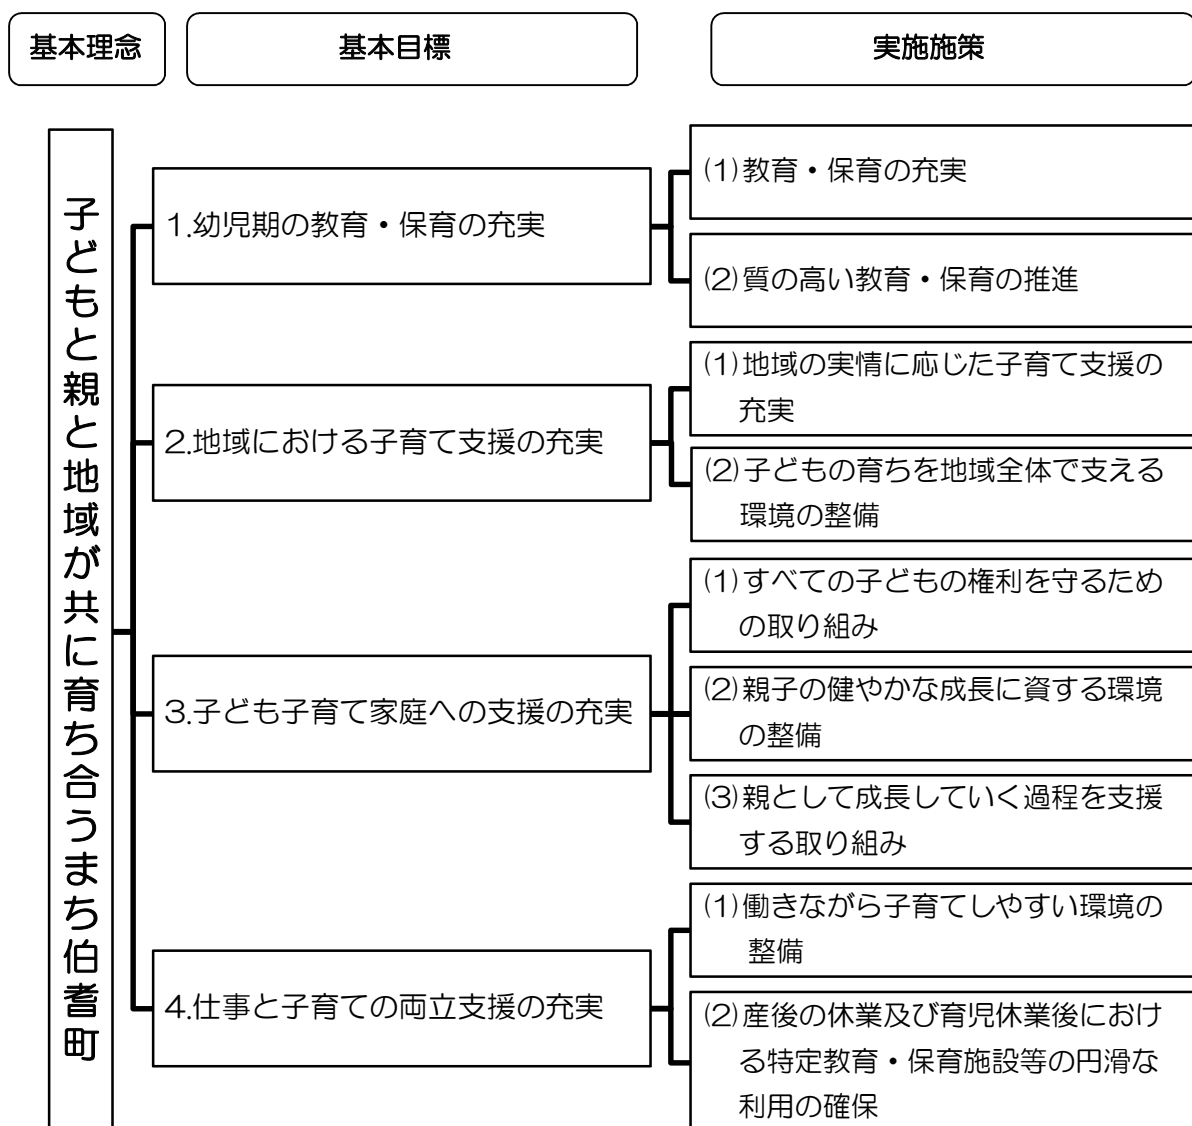 基本理念
基本目標
実施施策
子どもと親と地域が共に育ち合うまち伯耆町
1.幼児期の教育・保育の充実
(1)教育・保育の充実
(2)質の高い教育・保育の推進
2.地域における子育て支援の充実
(1)地域の実情に応じた子育て支援の
充実
(2)子どもの育ちを地域全体で支える
環境の整備
3.子ども子育て家庭への支援の充実
(1)すべての子どもの権利を守るため
の取り組み
(2)親子の健やかな成長に資する環境
の整備
(3)親として成長していく過程を支援
する取り組み
4.仕事と子育ての両立支援の充実
(1)働きながら子育てしやすい環境の
整備
(2)産後の休業及び育児休業後におけ
る特定教育・保育施設等の円滑な
利用の確保